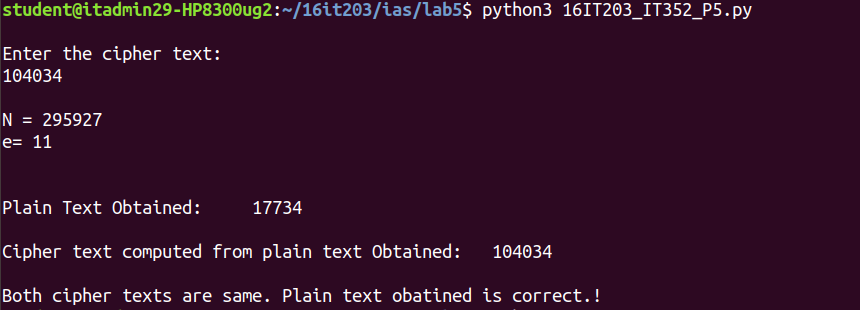 student@itadmin29-HP8300ug2:~/16it203/ias/lab5$ python3 16IT203_IT352_P5.py
Enter the cipher text:
104034
N = 295927
e= 11
Plain Text Obtained: 17734
Cipher text computed from plain text Obtained: 104034
Both cipher texts are same. Plain text obatined is correct.!